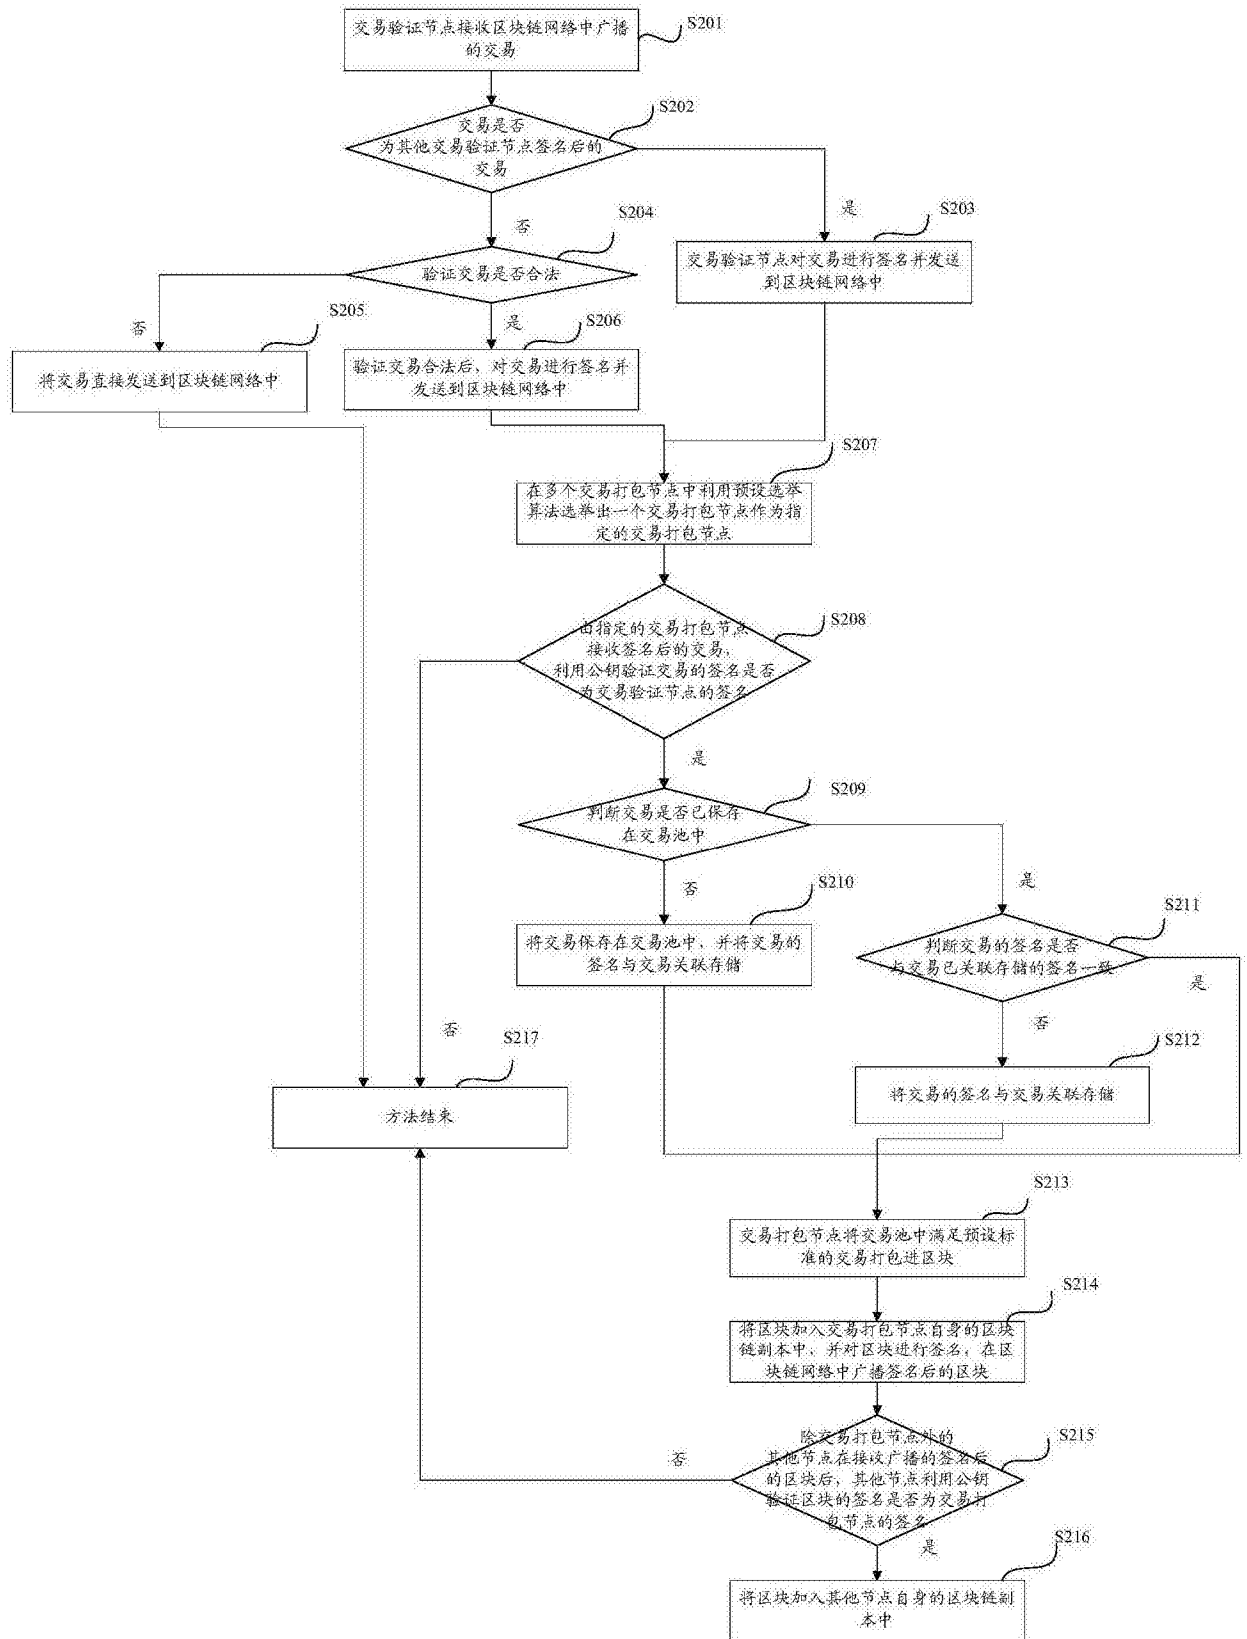 交易验证节点接收区块链网络中广播
的交易
S201
S202
交易是否
为其他交易验证节点签名后的
交易
否
S204
是
S203
验证交易是否合法
交易验证节点对交易进行签名并发送
到区块链网络中
否
S205
是
S206
将交易直接发送到区块链网络中
验证交易合法后，对交易进行签名并
发送到区块链网络中
S207
在多个交易打包节点中利用预设选举
算法选举出一个交易打包节点作为指
定的交易打包节点
S208
由指定的交易打包节点
接收签名后的交易，
利用公钥验证交易的签名是否
为交易验证节点的签名
是
S209
判断交易是否已保存
在交易池中
否
S210
是
S211
将交易保存在交易池中，并将交易的
签名与交易关联存储
判断交易的签名是否
与交易已关联存储的签名一致
是
否
否
S217
S212
方法结束
将交易的签名与交易关联存储
S213
交易打包节点将交易池中满足预设标
准的交易打包进区块
S214
将区块加入交易打包节点自身的区块
链副本中，并对区块进行签名，在区
块链网络中广播签名后的区块
S215
否
除交易打包节点外的
其他节点在接收广播的签名后
的区块后，其他节点利用公钥
验证区块的签名是否为交易打
包节点的签名
是
S216
将区块加入其他节点自身的区块链副
本中